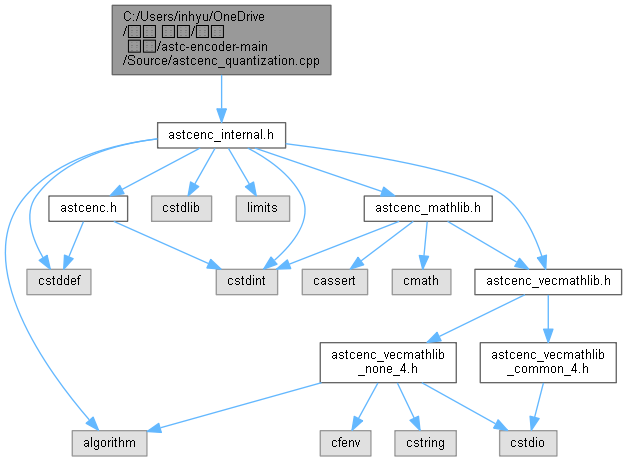 C:/Users/inhyu/OneDrive
/astc-encoder-main
/Source/astcenc_quantization.cpp
astcenc_internal.h
astcenc.h
cstdlib
limits
astcenc_mathlib.h
cstddef
cstdint
cassert
cmath
astcenc_vecmathlib.h
astcenc_vecmathlib
_none_4.h
astcenc_vecmathlib
_common_4.h
algorithm
cfenv
cstring
cstdio